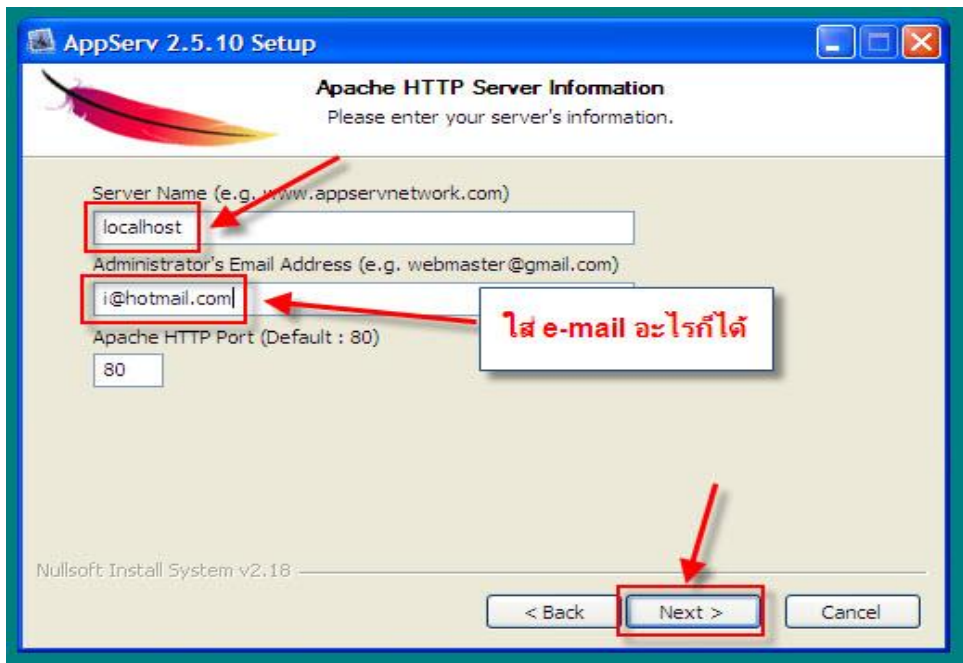 AppServ 2.5.10 Setup
Apache HTTP Server Information
Please enter your server's information.
Server Name (e.g. www.appservnetwork.com)
localhost
Administrator's Email Address (e.g. webmaster@gmail.com)
i@hotmail.com
ใส่ e-mail อะไรก็ได้
Apache HTTP Port (Default : 80)
80
Nullsoft Install System v2.18
< Back Next > Cancel